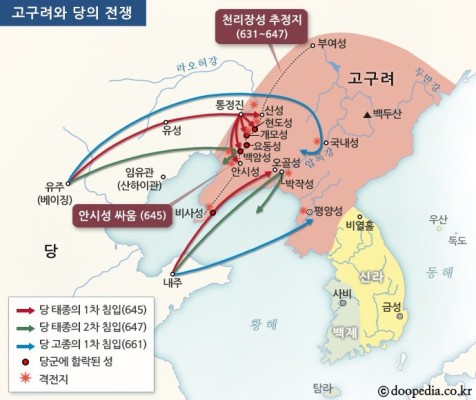 고구려와 당의 전쟁
천리장성 추정지
(631~647)
부여성
고구려
두만강
랴오허강
통정진
신성
현도성
개모성
요동성
백암성
안시성
유성
백두산
국내성
압록강
오골성
박작성
임유관
(산하이관)
유주
(베이징)
안시성 싸움 (645)
비사성
평양성
당
내주
비열홀
우산
독도
동해
신라
사비
금성
백제
황해
탐라
당 태종의 1차 침입(645)
당 태종의 2차 침입(647)
당 고종의 1차 침입(661)
당군에 함락된 성
격전지
ⓒdoopedia.co.kr